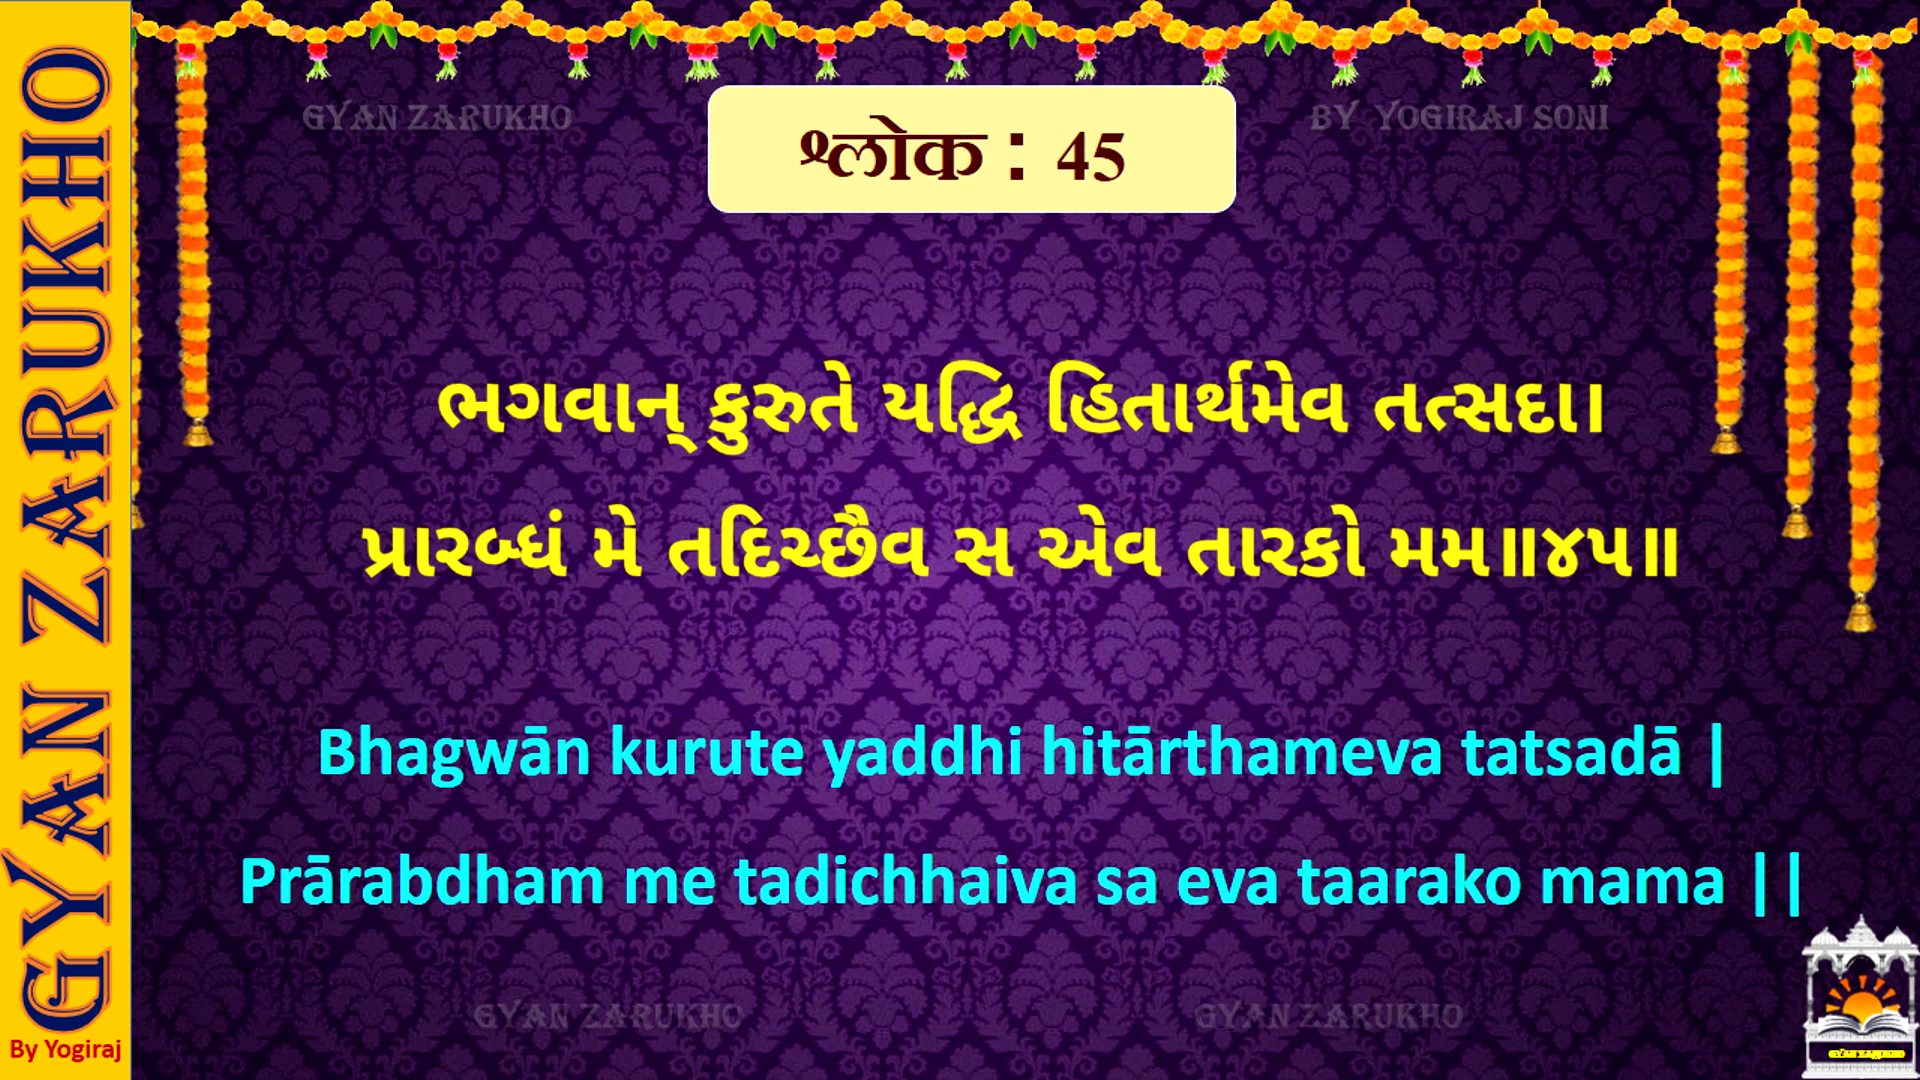 GYAN ZARUKHO
By Yogiraj
GYAN ZARUKHO
BY YOGIRAJ SONI
श्लोक : 45
ભગવાન્ કુરુતે યદ્ધિ હિતાર્થમેવ તત્સદા।
પ્રારબ્ધં મે તદિચ્છૈવ સ એવ તારકો મમ॥૪૫॥
Bhagwān kurute yaddhi hitārthameva tatsadā |
Prārabdham me tadichhaiva sa eva taarako mama ||
GYAN ZARUKHO
GYAN ZARUKHO